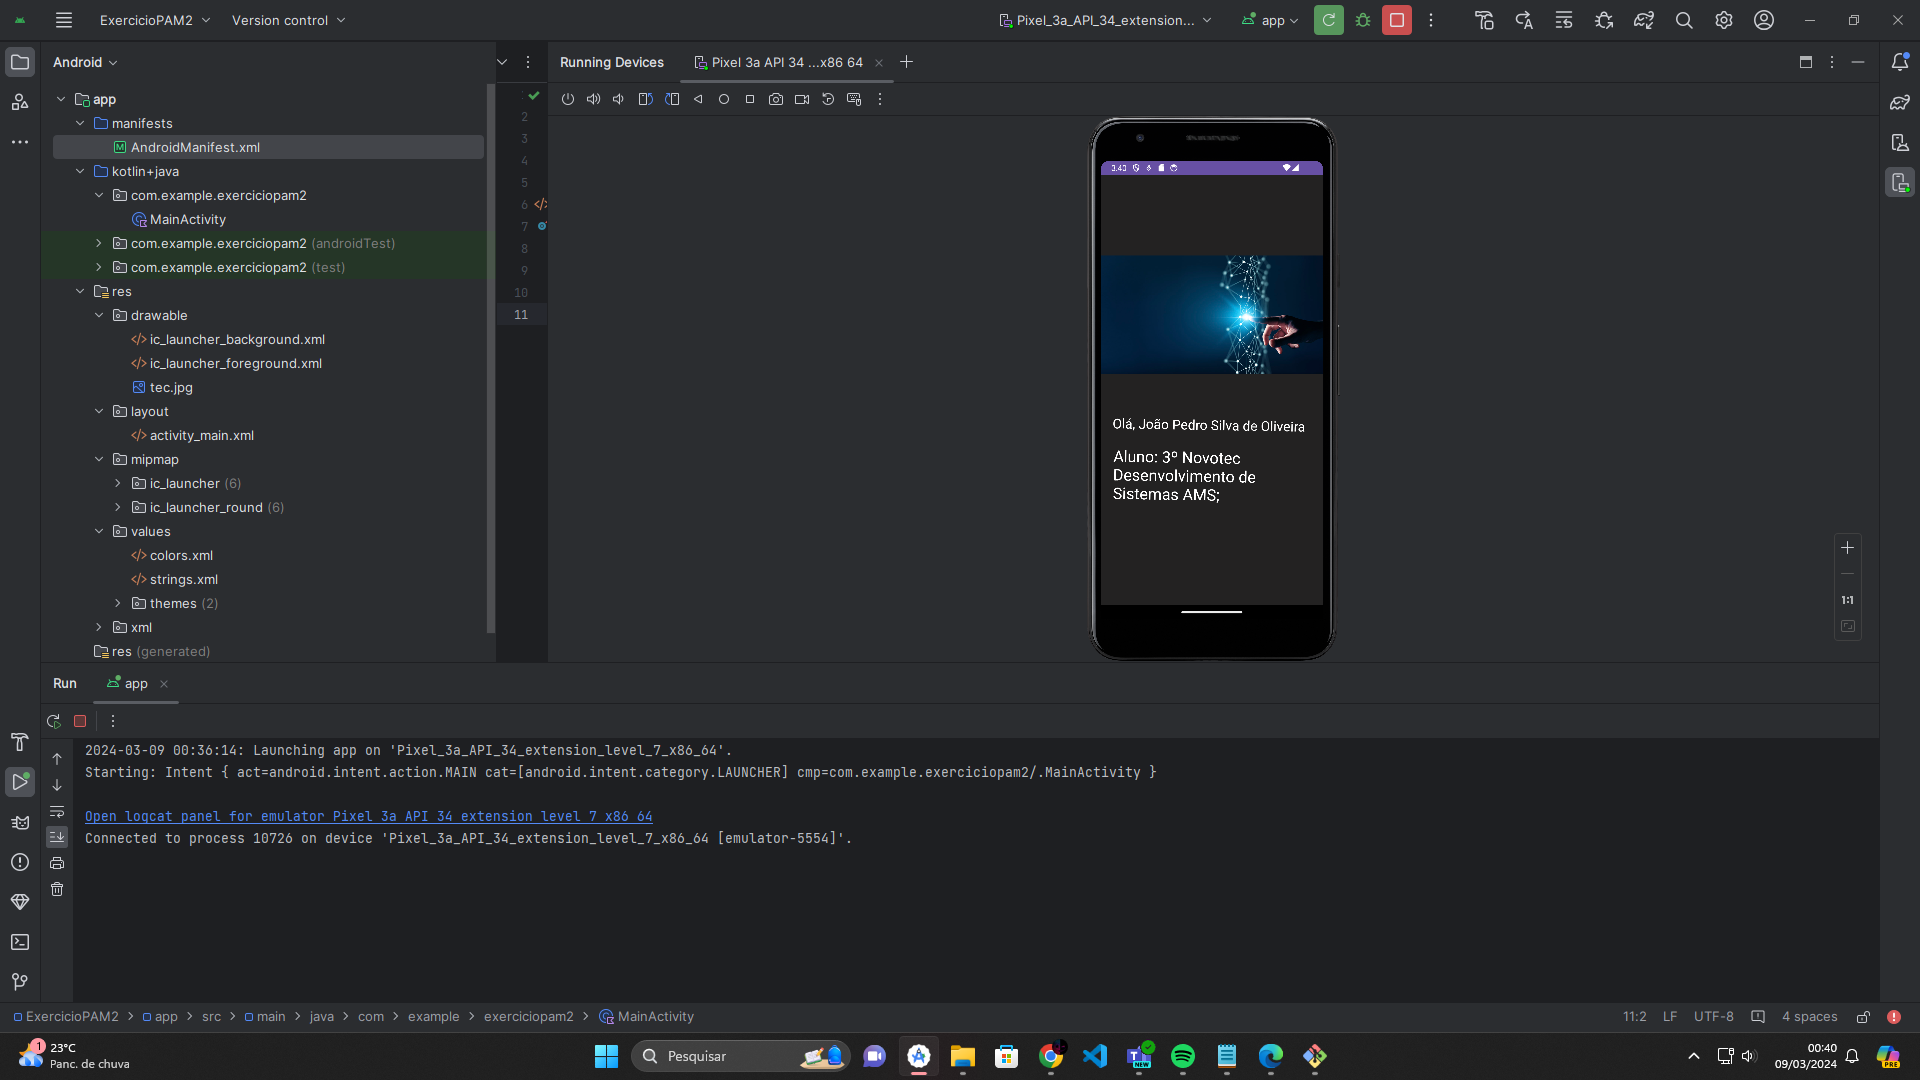 ExercicioPAM2
Version control
Pixel_3a_API_34_extension...
app
Android
Running Devices
Pixel 3a API 34 ...x86 64
app
manifests
AndroidManifest.xml
kotlin+java
com.example.exerciciopam2
MainActivity
com.example.exerciciopam2 (androidTest)
com.example.exerciciopam2 (test)
res
drawable
ic_launcher_background.xml
ic_launcher_foreground.xml
tec.jpg
layout
activity_main.xml
mipmap
ic_launcher (6)
ic_launcher_round (6)
values
colors.xml
strings.xml
themes (2)
xml
res (generated)
2
3
4
5
6
7
8
9
10
11
Olá, João Pedro Silva de Oliveira
Aluno: 3º Novotec
Desenvolvimento de
Sistemas AMS;
1:1
Run
app
2024-03-09 00:36:14: Launching app on 'Pixel_3a_API_34_extension_level_7_x86_64'.
Starting: Intent { act=android.intent.action.MAIN cat=[android.intent.category.LAUNCHER] cmp=com.example.exerciciopam2/.MainActivity }
Open logcat panel for emulator Pixel 3a API 34 extension level 7 x86 64
Connected to process 10726 on device 'Pixel_3a_API_34_extension_level_7_x86_64 [emulator-5554]'.
ExercicioPAM2 > app > src > main > java > com > example > exerciciopam2 > MainActivity
11:2 LF UTF-8 4 spaces
1
23°C
Panc. de chuva
Pesquisar
NEW
00:40
09/03/2024
PRE